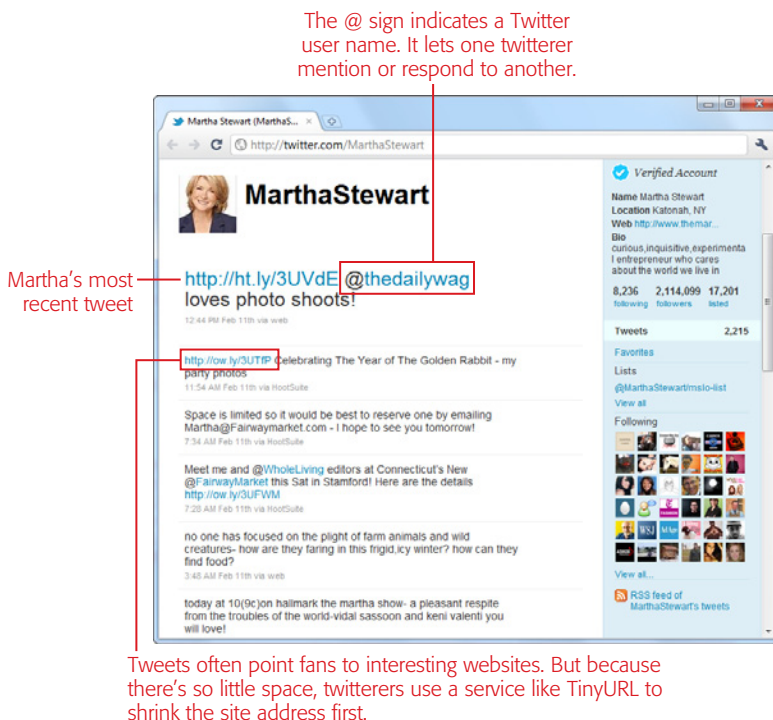 The @ sign indicates a Twitter
user name. It lets one twitterer
mention or respond to another.
Martha Stewart (MarthaS...
http://twitter.com/MarthaStewart
MarthaStewart
Martha's most
recent tweet
http://ht.ly/3UVdE @thedailywag
loves photo shoots!
12:44 PM Feb 11th via web
http://ow.ly/3UTfP Celebrating The Year of The Golden Rabbit - my
party photos
11:54 AM Feb 11th via HootSuite
Space is limited so it would be best to reserve one by emailing
Martha@Fairwaymarket.com - I hope to see you tomorrow!
7:34 AM Feb 11th via HootSuite
Meet me and @WholeLiving editors at Connecticut's New
@FairwayMarket this Sat in Stamford! Here are the details
http://ow.ly/3UFWM
7:28 AM Feb 11th via HootSuite
no one has focused on the plight of farm animals and wild
creatures- how are they faring in this frigid,icy winter? how can they
find food?
3:48 AM Feb 11th via web
today at 10(9c)on hallmark the martha show- a pleasant respite
from the troubles of the world-vidal sassoon and keni valenti you
will love!
Verified Account
Name Martha Stewart
Location Katonah, NY
Web http://www.themar...
Bio
curious,inquisitive,experimenta
l entrepreneur who cares
about the world we live in
8,236 2,114,099 17,201
following followers listed
Tweets 2,215
Favorites
Lists
@MarthaStewart/mslo-list
View all
Following
WSJ
View all...
RSS feed of
MarthaStewart's tweets
Tweets often point fans to interesting websites. But because
there's so little space, twitterers use a service like TinyURL to
shrink the site address first.